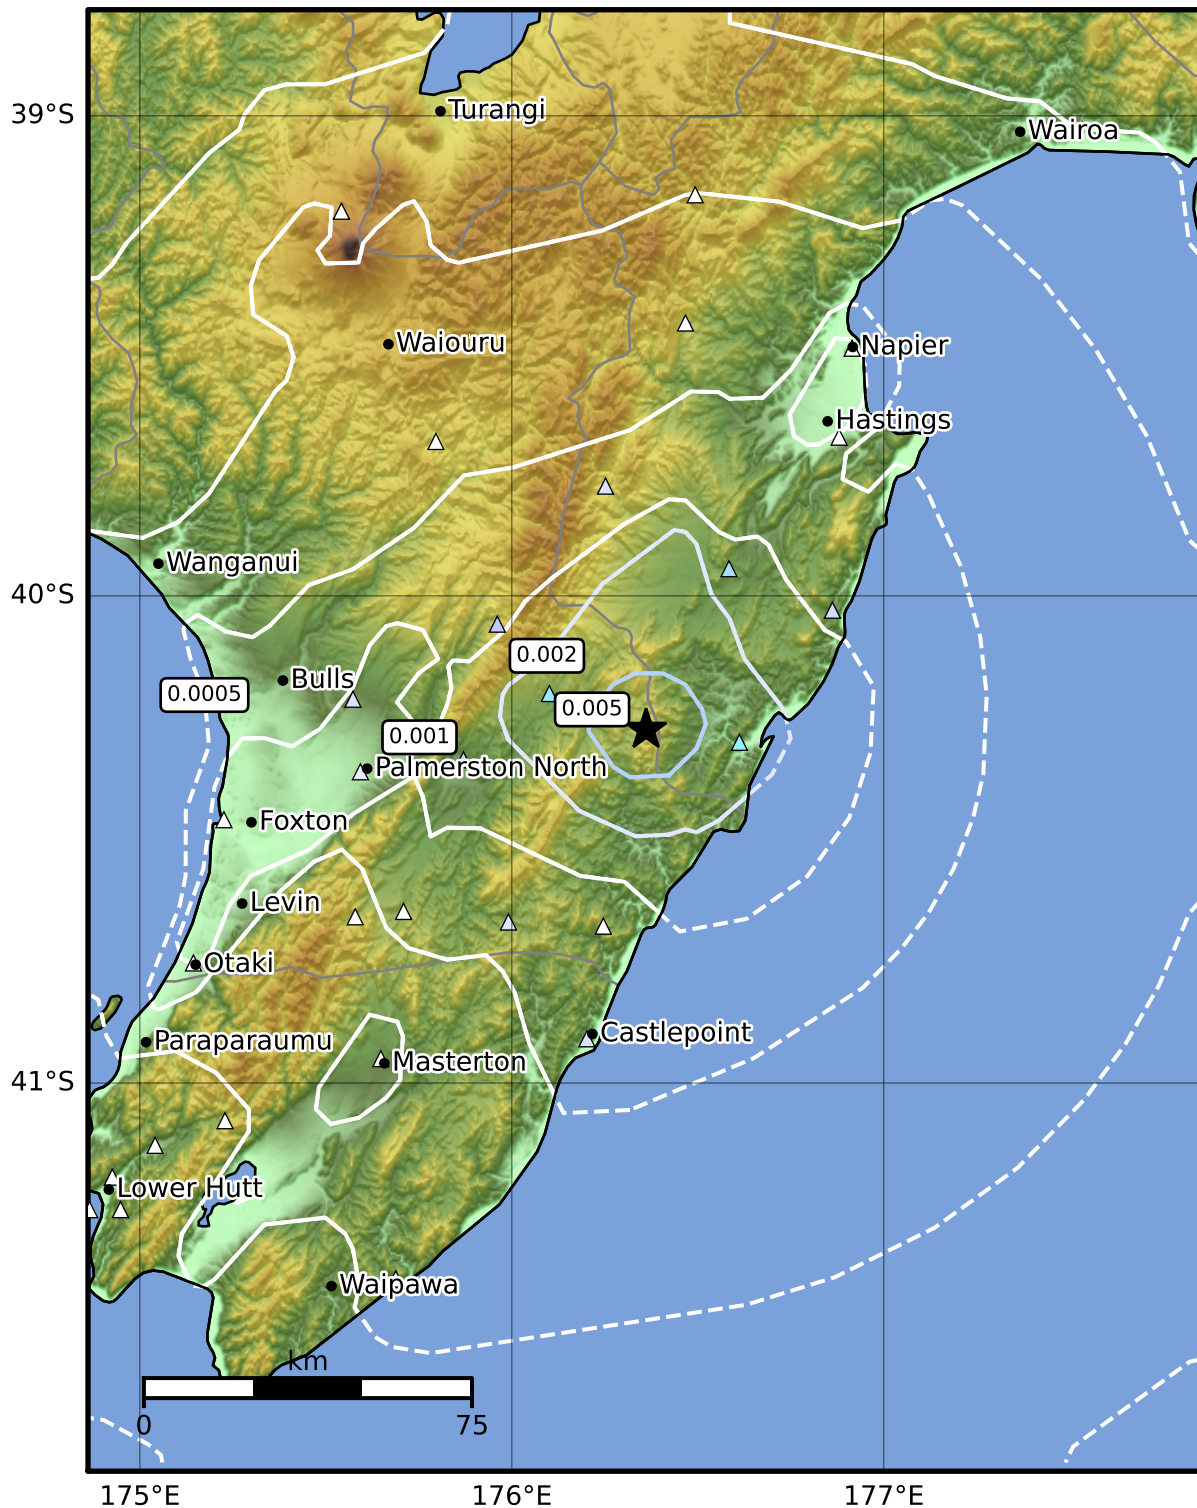 Turangi
39°S
Wairoa
Waiouru
Napier
Hastings
Wanganui
40°S
0.002
Bulls
0.0005
0.005
0.001
Palmerston North
Foxton
Levin
Otaki
Castlepoint
Paraparaumu
Masterton
41°S
Lower Hutt
Waipawa
km
0
75
175°E
176°E
177°E